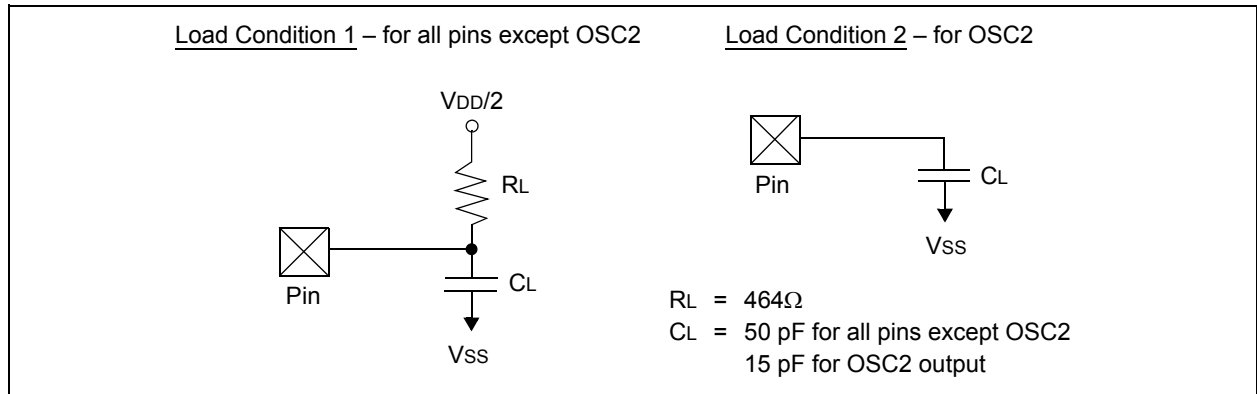 Load Condition 1 – for all pins except OSC2
Load Condition 2 – for OSC2
VDD/2
RL
Pin
CL
VSS
Pin
CL
VSS
RL = 464Ω
CL = 50 pF for all pins except OSC2
15 pF for OSC2 output